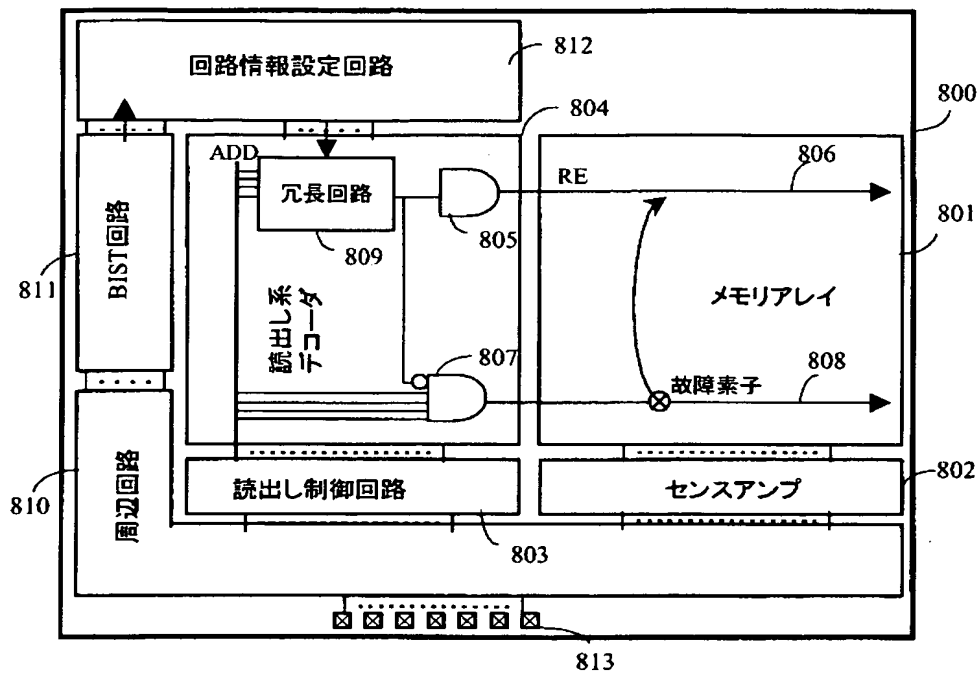 回路情報設定回路
812
804
800
ADD
冗長回路
RE
806
805
809
801
BIST回路
811
読出し系
デコーダ
メモリアレイ
807
故障素子
808
周辺回路
810
読出し制御回路
センスアンプ
802
803
813